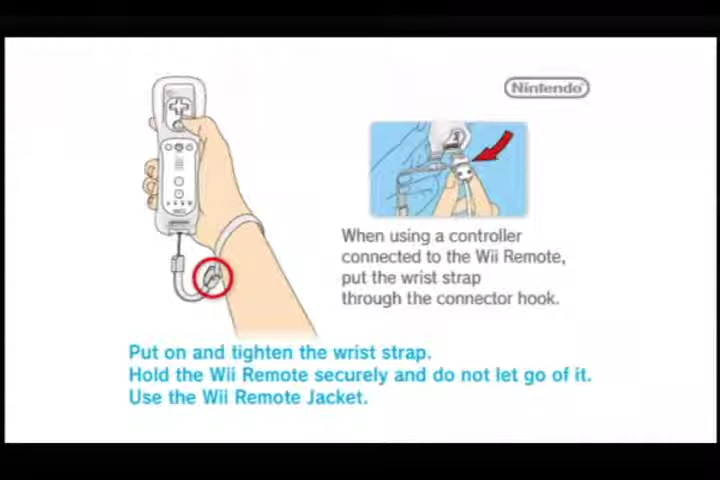 Nintendo
When using a controller
connected to the Wii Remote,
put the wrist strap
through the connector hook.
Put on and tighten the wrist strap.
Hold the Wii Remote securely and do not let go of it.
Use the Wii Remote Jacket.